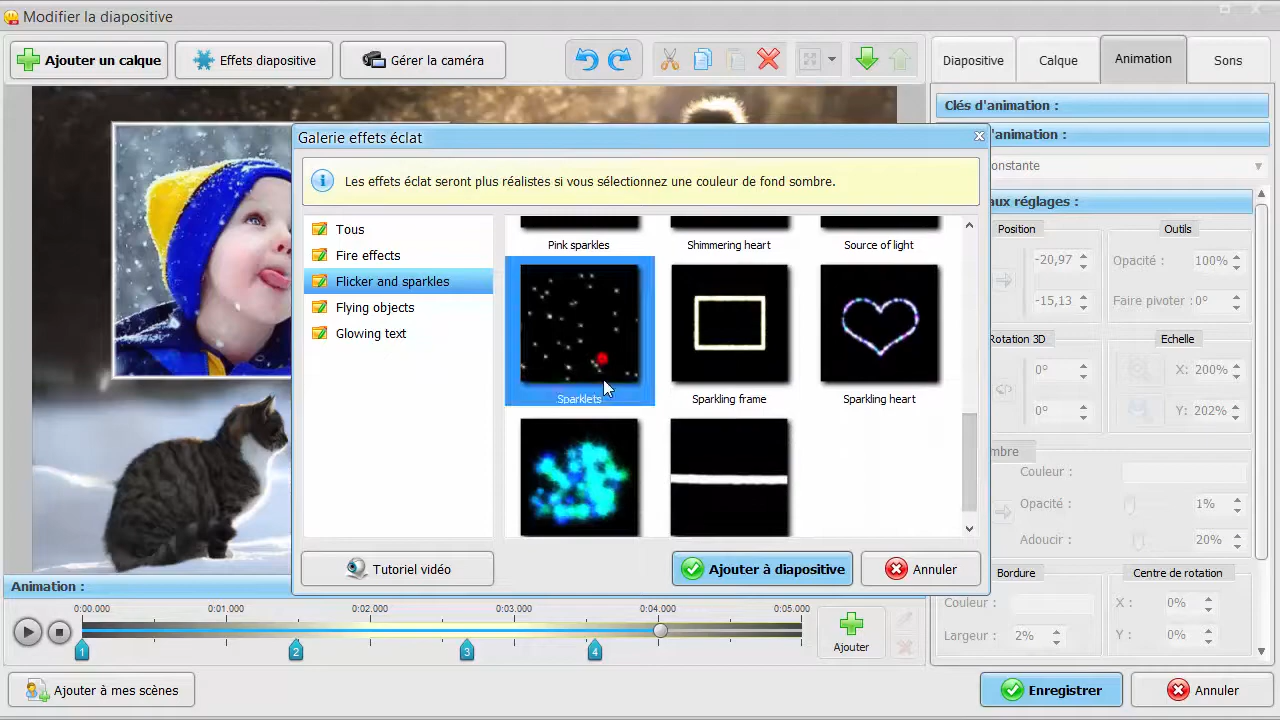 Modifier la diapositive
Ajouter un calque
Effets diapositive
Gérer la caméra
Diapositive
Calque
Animation
Sons
Clés d'animation :
'animation :
onstante
aux réglages :
Position
Outils
-20,97
Opacité :
100%
-15,13
Faire pivoter :
0°
Rotation 3D
Echelle
0°
X :
200%
0°
Y :
202%
mbre
Couleur :
Opacité :
1%
Adoucir :
20%
Bordure
Centre de rotation
Couleur :
X :
0%
Largeur :
2%
Y :
0%
Galerie effets éclat
Les effets éclat seront plus réalistes si vous sélectionnez une couleur de fond sombre.
Tous
Fire effects
Flicker and sparkles
Flying objects
Glowing text
Pink sparkles
Shimmering heart
Source of light
Sparklets
Sparkling frame
Sparkling heart
Tutoriel vidéo
Ajouter à diapositive
Annuler
Animation :
0:00.000
0:01.000
0:02.000
0:03.000
0:04.000
0:05.000
1
2
3
4
Ajouter
Ajouter à mes scènes
Enregistrer
Annuler